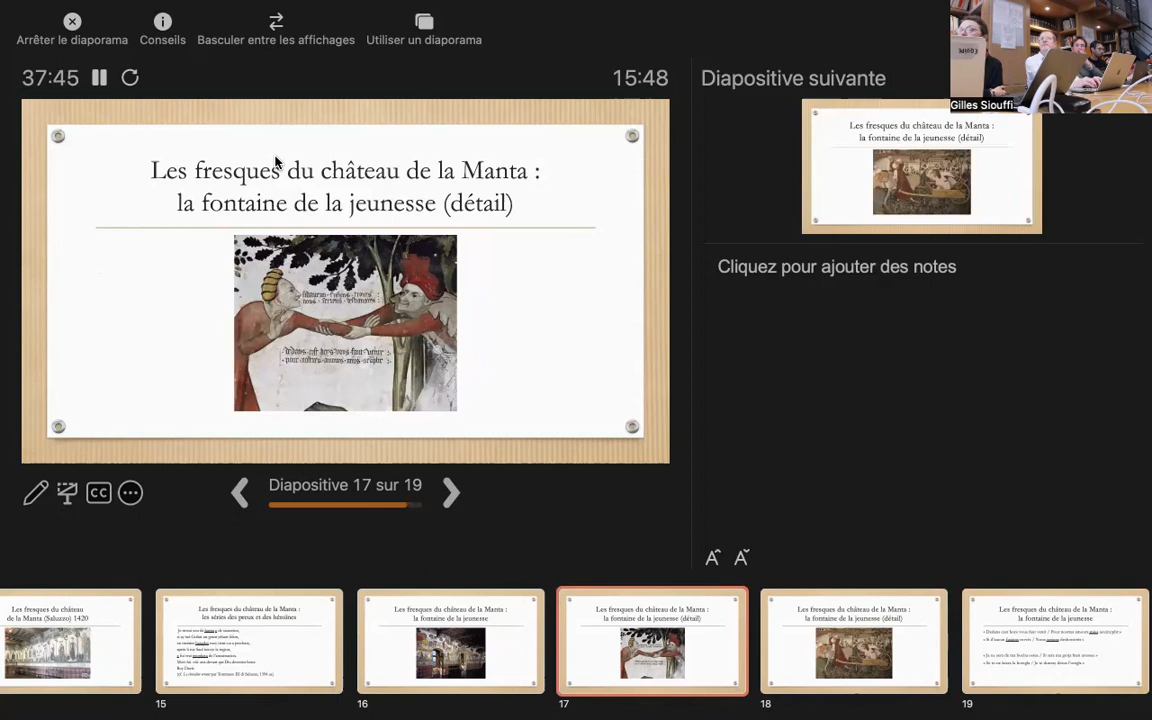 Arrêter le diaporama
Conseils
Basculer entre les affichages
Utiliser un diaporama
37:45
15:48
Diapositive suivante
Gilles Siouffi
Les fresques du château de la Manta :
la fontaine de la jeunesse (détail)
Les fresques du château de la Manta :
la fontaine de la jeunesse (détail)
Cliquez pour ajouter des notes
CC
Diapositive 17 sur 19
Les fresques du château
de la Manta (Saluzzo) 1420
Les fresques du château de la Manta :
les séries des preux et des héroïnes
15
Les fresques du château de la Manta :
la fontaine de la jeunesse
16
Les fresques du château de la Manta :
la fontaine de la jeunesse (détail)
17
Les fresques du château de la Manta :
la fontaine de la jeunesse (détail)
18
Les fresques du château de la Manta :
la fontaine de la jeunesse
19